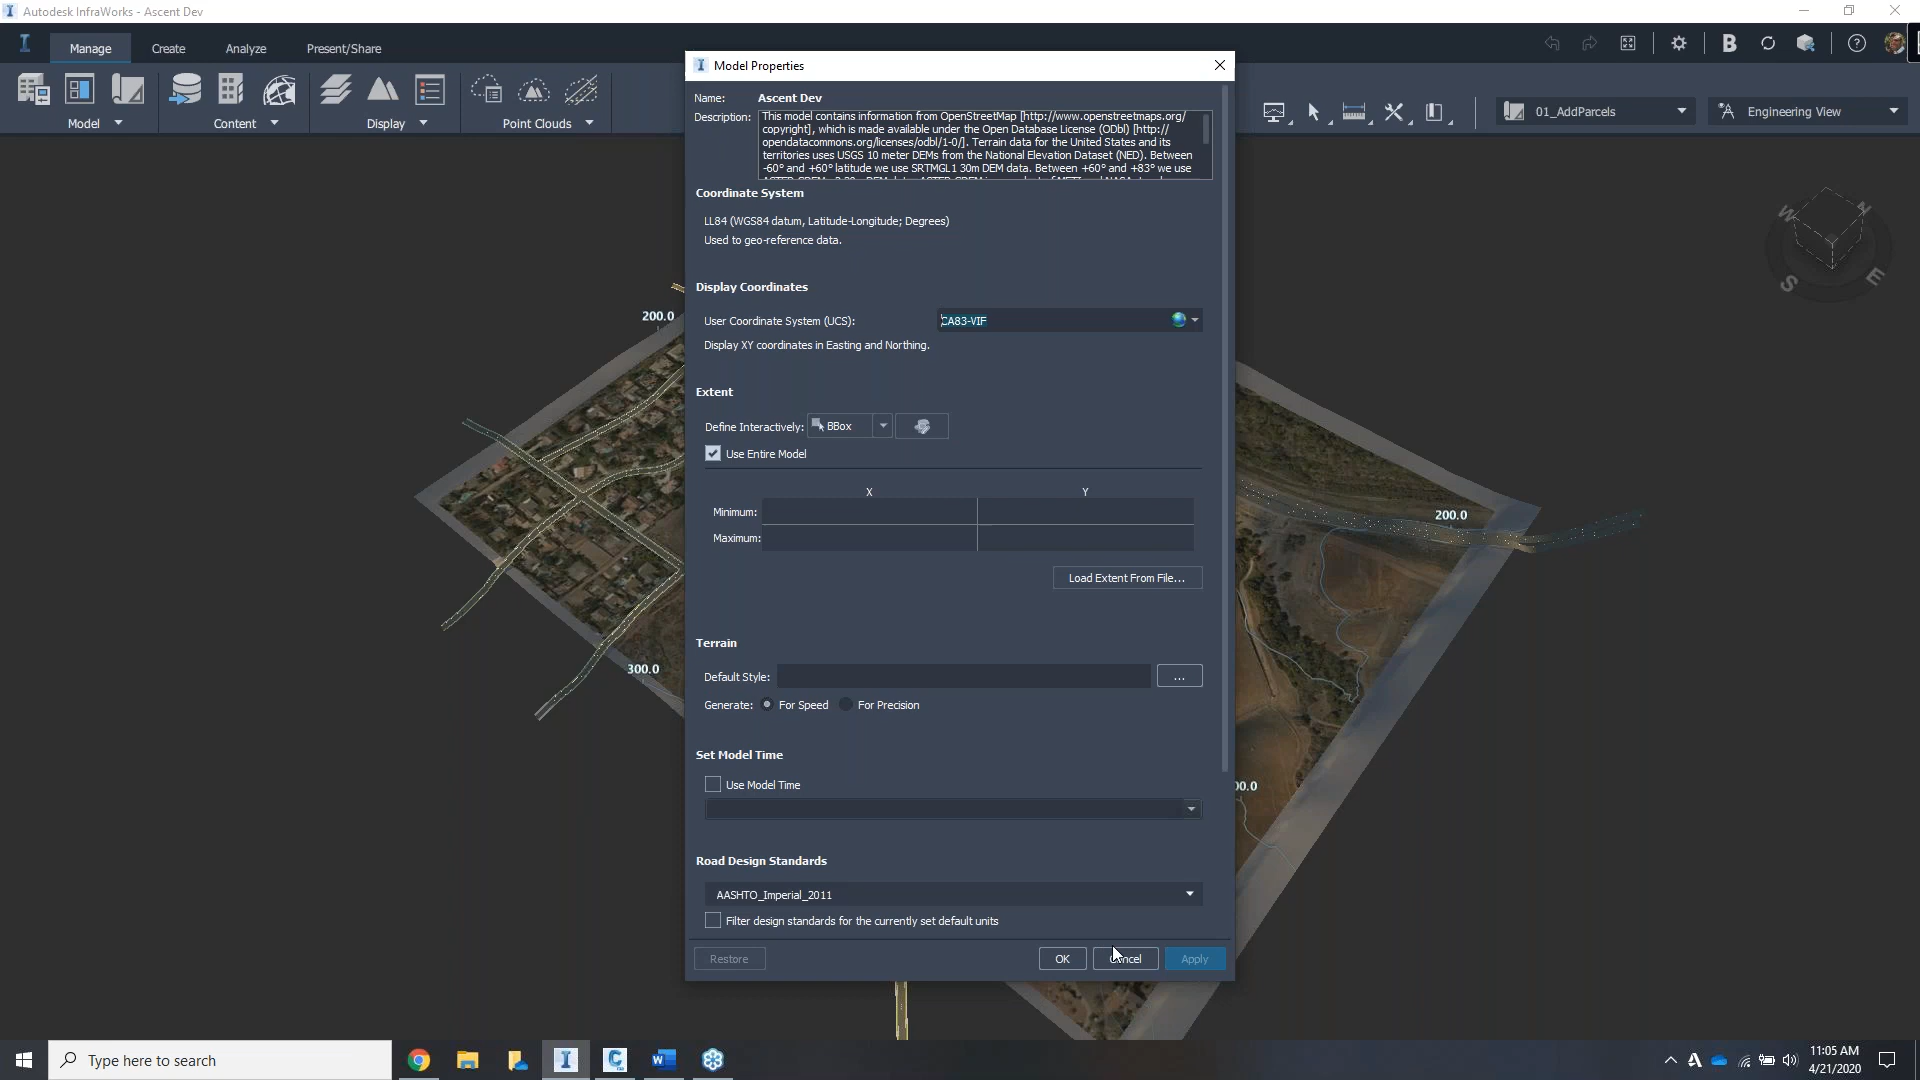 Autodesk InfraWorks - Ascent Dev
Manage
Create
Analyze
Present/Share
Model
Content
Display
Point Clouds
01_AddParcels
Engineering View
Model Properties
Name: Ascent Dev
Description: This model contains information from OpenStreetMap [http://www.openstreetmaps.org/
copyright], which is made available under the Open Database License (ODbl) [http://
opendatacommons.org/licenses/odbl/1-0/]. Terrain data for the United States and its
territories uses USGS 10 meter DEMs from the National Elevation Dataset (NED). Between
-60° and +60° latitude we use SRTMGL1 30m DEM data. Between +60° and +83° we use
Coordinate System
LL84 (WGS84 datum, Latitude-Longitude; Degrees)
Used to geo-reference data.
Display Coordinates
User Coordinate System (UCS): CA83-VIF
Display XY coordinates in Easting and Northing.
Extent
Define Interactively: BBox
Use Entire Model
X Y
Minimum:
Maximum:
Load Extent From File...
Terrain
Default Style: ...
Generate: For Speed For Precision
Set Model Time
Use Model Time
Road Design Standards
AASHTO_Imperial_2011
Filter design standards for the currently set default units
Restore OK Cancel Apply
200.0
300.0
200.0
00.0
W
N
S
E
Type here to search
11:05 AM
4/21/2020